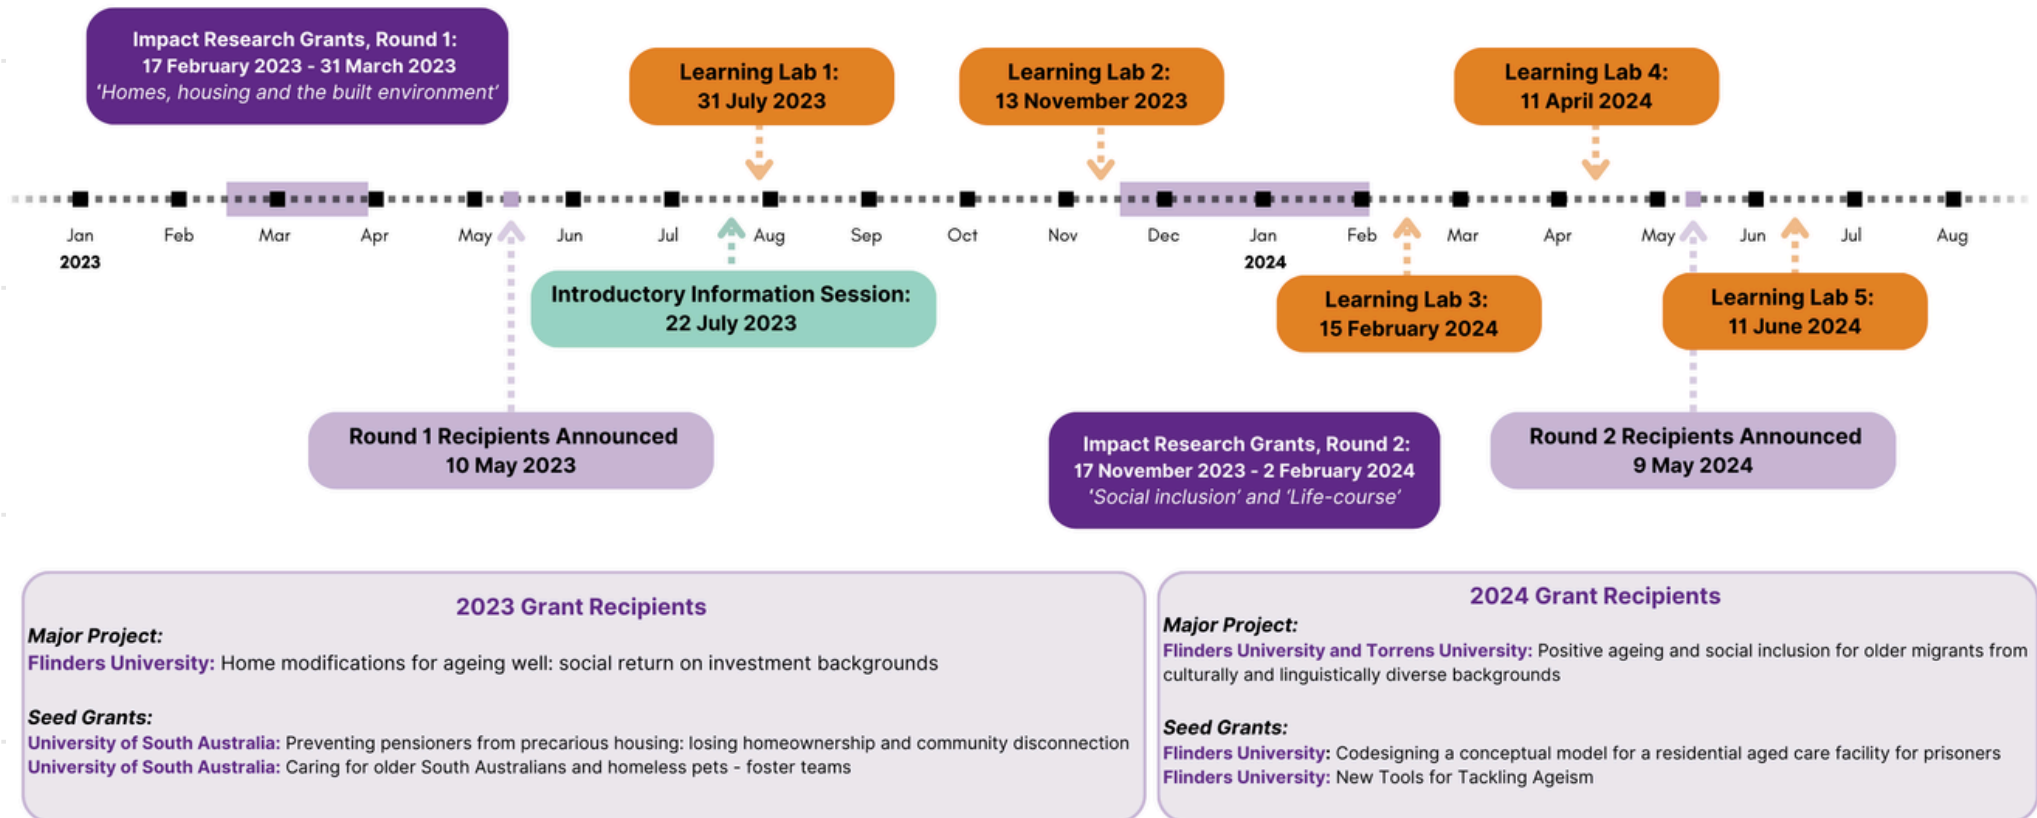 Impact Research Grants, Round 1:
17 February 2023 - 31 March 2023
'Homes, housing and the built environment'
Learning Lab 1:
31 July 2023
Learning Lab 2:
13 November 2023
Learning Lab 4:
11 April 2024
Jan
Feb
Mar
Apr
May
Jun
Jul
Aug
Sep
Oct
Nov
Dec
Jan
Feb
Mar
Apr
May
Jun
Jul
Aug
2023
2024
Introductory Information Session:
22 July 2023
Learning Lab 3:
15 February 2024
Learning Lab 5:
11 June 2024
Round 1 Recipients Announced
10 May 2023
Impact Research Grants, Round 2:
17 November 2023 - 2 February 2024
'Social inclusion' and 'Life-course'
Round 2 Recipients Announced
9 May 2024
2023 Grant Recipients
Major Project:
Flinders University: Home modifications for ageing well: social return on investment backgrounds
Seed Grants:
University of South Australia: Preventing pensioners from precarious housing: losing homeownership and community disconnection
University of South Australia: Caring for older South Australians and homeless pets - foster teams
2024 Grant Recipients
Major Project:
Flinders University and Torrens University: Positive ageing and social inclusion for older migrants from
culturally and linguistically diverse backgrounds
Seed Grants:
Flinders University: Codesigning a conceptual model for a residential aged care facility for prisoners
Flinders University: New Tools for Tackling Ageism